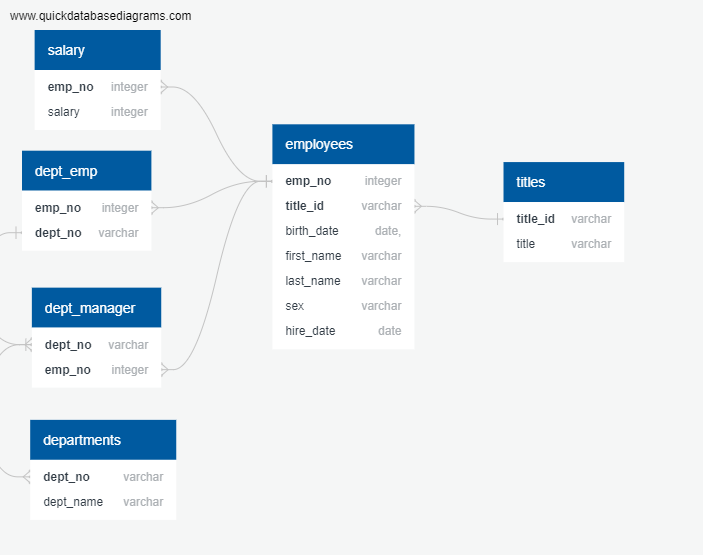 www.quickdatabasediagrams.com
salary
emp_no integer
salary integer
dept_emp
emp_no integer
dept_no varchar
dept_manager
dept_no varchar
emp_no integer
departments
dept_no varchar
dept_name varchar
employees
emp_no integer
title_id varchar
birth_date date,
first_name varchar
last_name varchar
sex varchar
hire_date date
titles
title_id varchar
title varchar